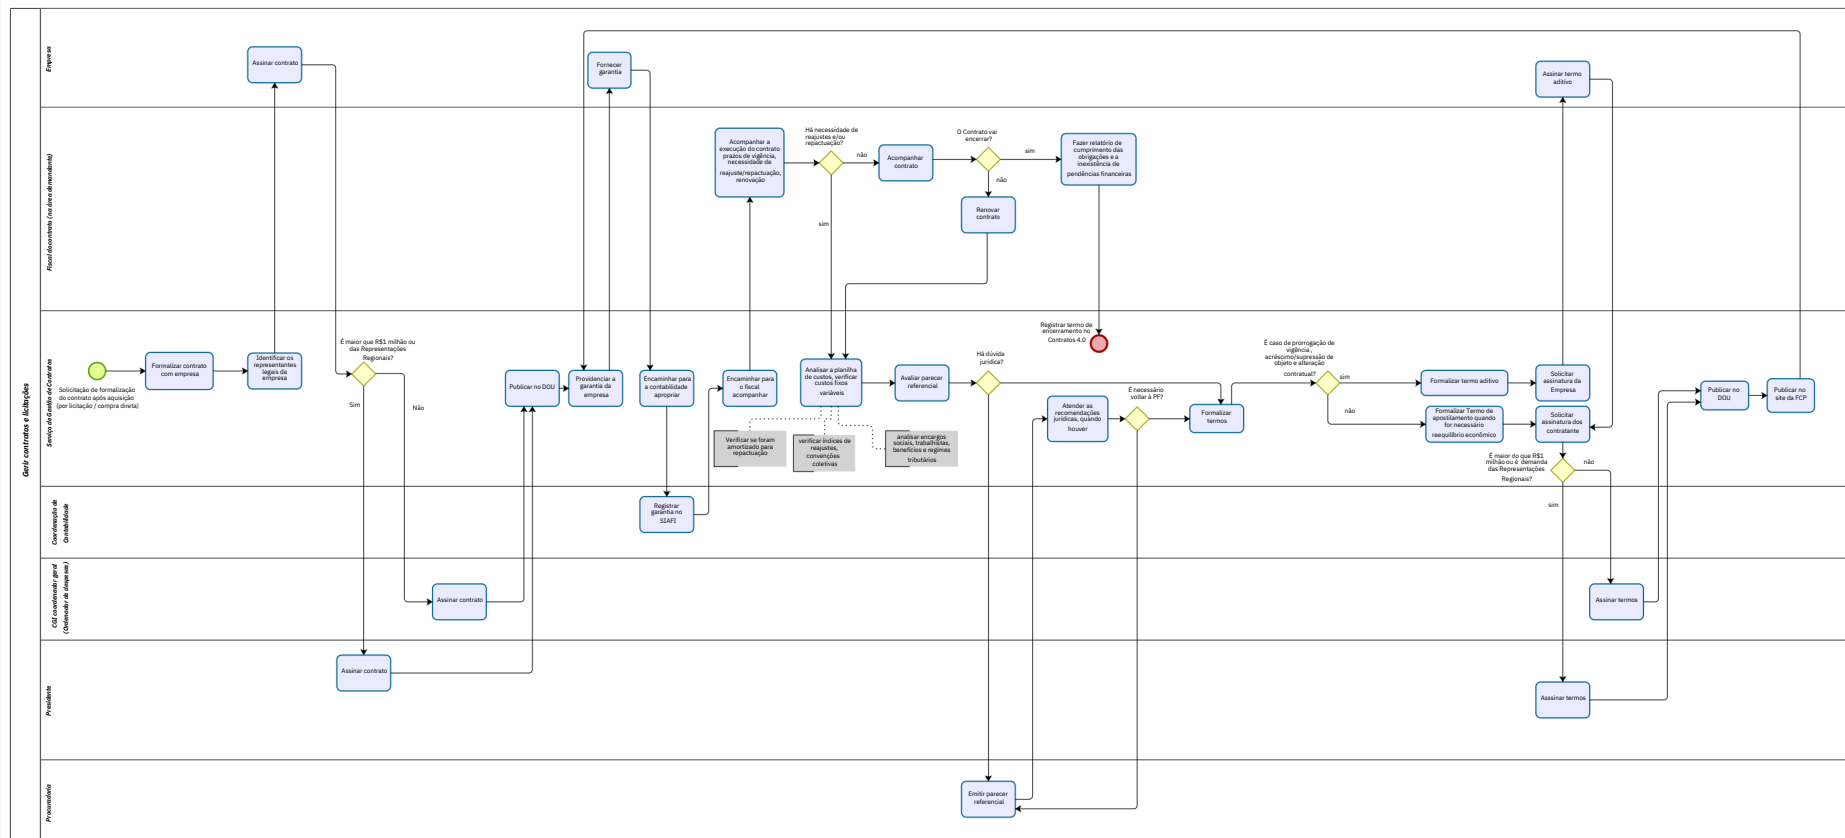 Gerir contratos e licitações
Empresa
Assinar contrato
Fornecer
garantia
Assinar termo
aditivo
Fiscal do contrato (na área demandante)
Acompanhar a
execução do contrato
prazos de vigência,
necessidade de
reajuste/repactuação,
renovação
Há necessidade de
reajustes e/ou
repactuação?
não
sim
Acompanhar
contrato
O Contrato vai
encerrar?
sim
não
Renovar
contrato
Fazer relatório de
cumprimento das
obrigações e a
inexistência de
pendências financeiras
Serviço de Gestão de Contratos
Solicitação de formalização
do contrato após aquisição
(por licitação / compra direta)
Formalizar contrato
com empresa
Identificar os
representantes
legais da
empresa
É maior que R$1 milhão ou
das Representações
Regionais?
Sim
Não
Publicar no DOU
Providenciar a
garantia da
empresa
Encaminhar para
a contabilidade
apropriar
Encaminhar para
o fiscal
acompanhar
Analisar a planilha
de custos, verificar
custos fixos
variáveis
Verificar se foram
amortizado para
repactuação
verificar índices de
reajustes,
convenções
coletivas
analisar encargos
sociais, trabalhistas,
benefícios e regimes
tributários
Avaliar parecer
referencial
Há dúvida
jurídica?
Registrar termo de
encerramento no
Contratos 4.0
Atender as
recomendações
jurídicas, quando
houver
É necessário
voltar à PF?
Formalizar
termos
É caso de prorrogação de
vigência ,
acréscimo/supressão de
objeto e alteração
contratual?
sim
não
Formalizar termo aditivo
Formalizar Termo de
apostilamento quando
for necessário
reequilíbrio econômico
Solicitar
assinatura da
Empresa
Solicitar
assinatura dos
contratante
É maior do que R$1
milhão ou é demanda
das Representações
Regionais?
não
sim
Publicar no
DOU
Publicar no
site da FCP
Coordenação de
Contabilidade
Registrar
garantia no
SIAFI
CGI coordenador geral
(Ordenador de despesas)
Assinar contrato
Assinar termos
Presidente
Assinar contrato
Asssinar termos
Procuradoria
Emitir parecer
referencial